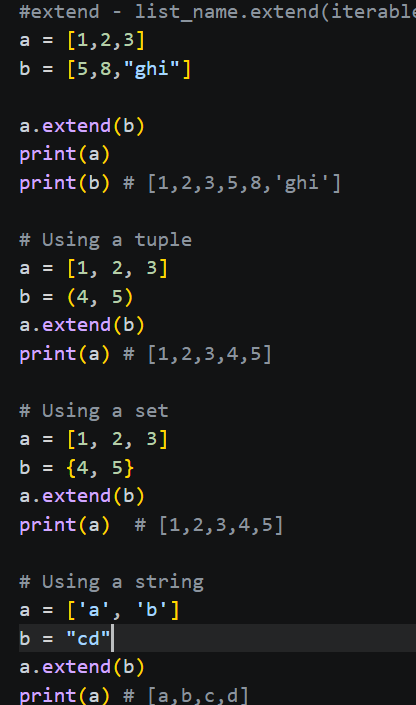 #extend - list_name.extend(iterable
a = [1,2,3]
b = [5,8,"ghi"]
a.extend(b)
print(a)
print(b) # [1,2,3,5,8,'ghi']
# Using a tuple
a = [1, 2, 3]
b = (4, 5)
a.extend(b)
print(a) # [1,2,3,4,5]
# Using a set
a = [1, 2, 3]
b = {4, 5}
a.extend(b)
print(a)  # [1,2,3,4,5]
# Using a string
a = ['a', 'b']
b = "cd"
a.extend(b)
print(a) # [a,b,c,d]